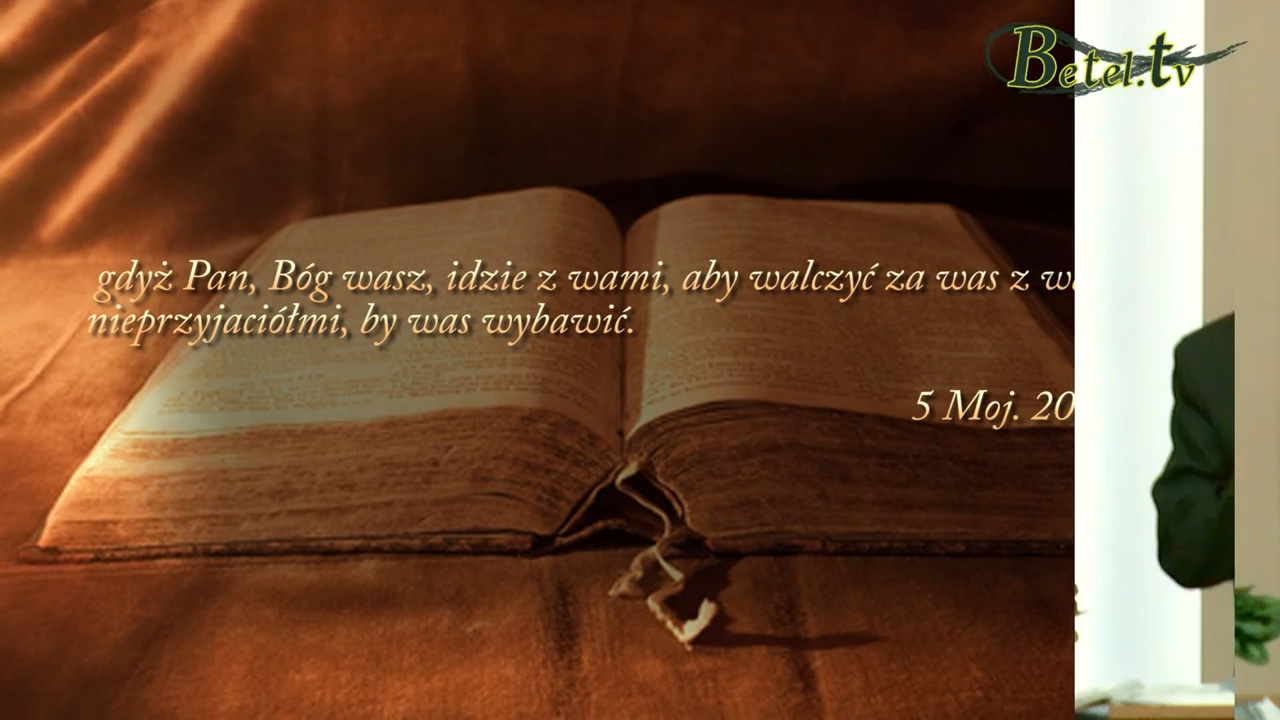 Betel.tv
gdyż Pan, Bóg wasz, idzie z wami, aby walczyć za was z
nieprzyjaciółmi, by was wybawić.
5 Moj. 20